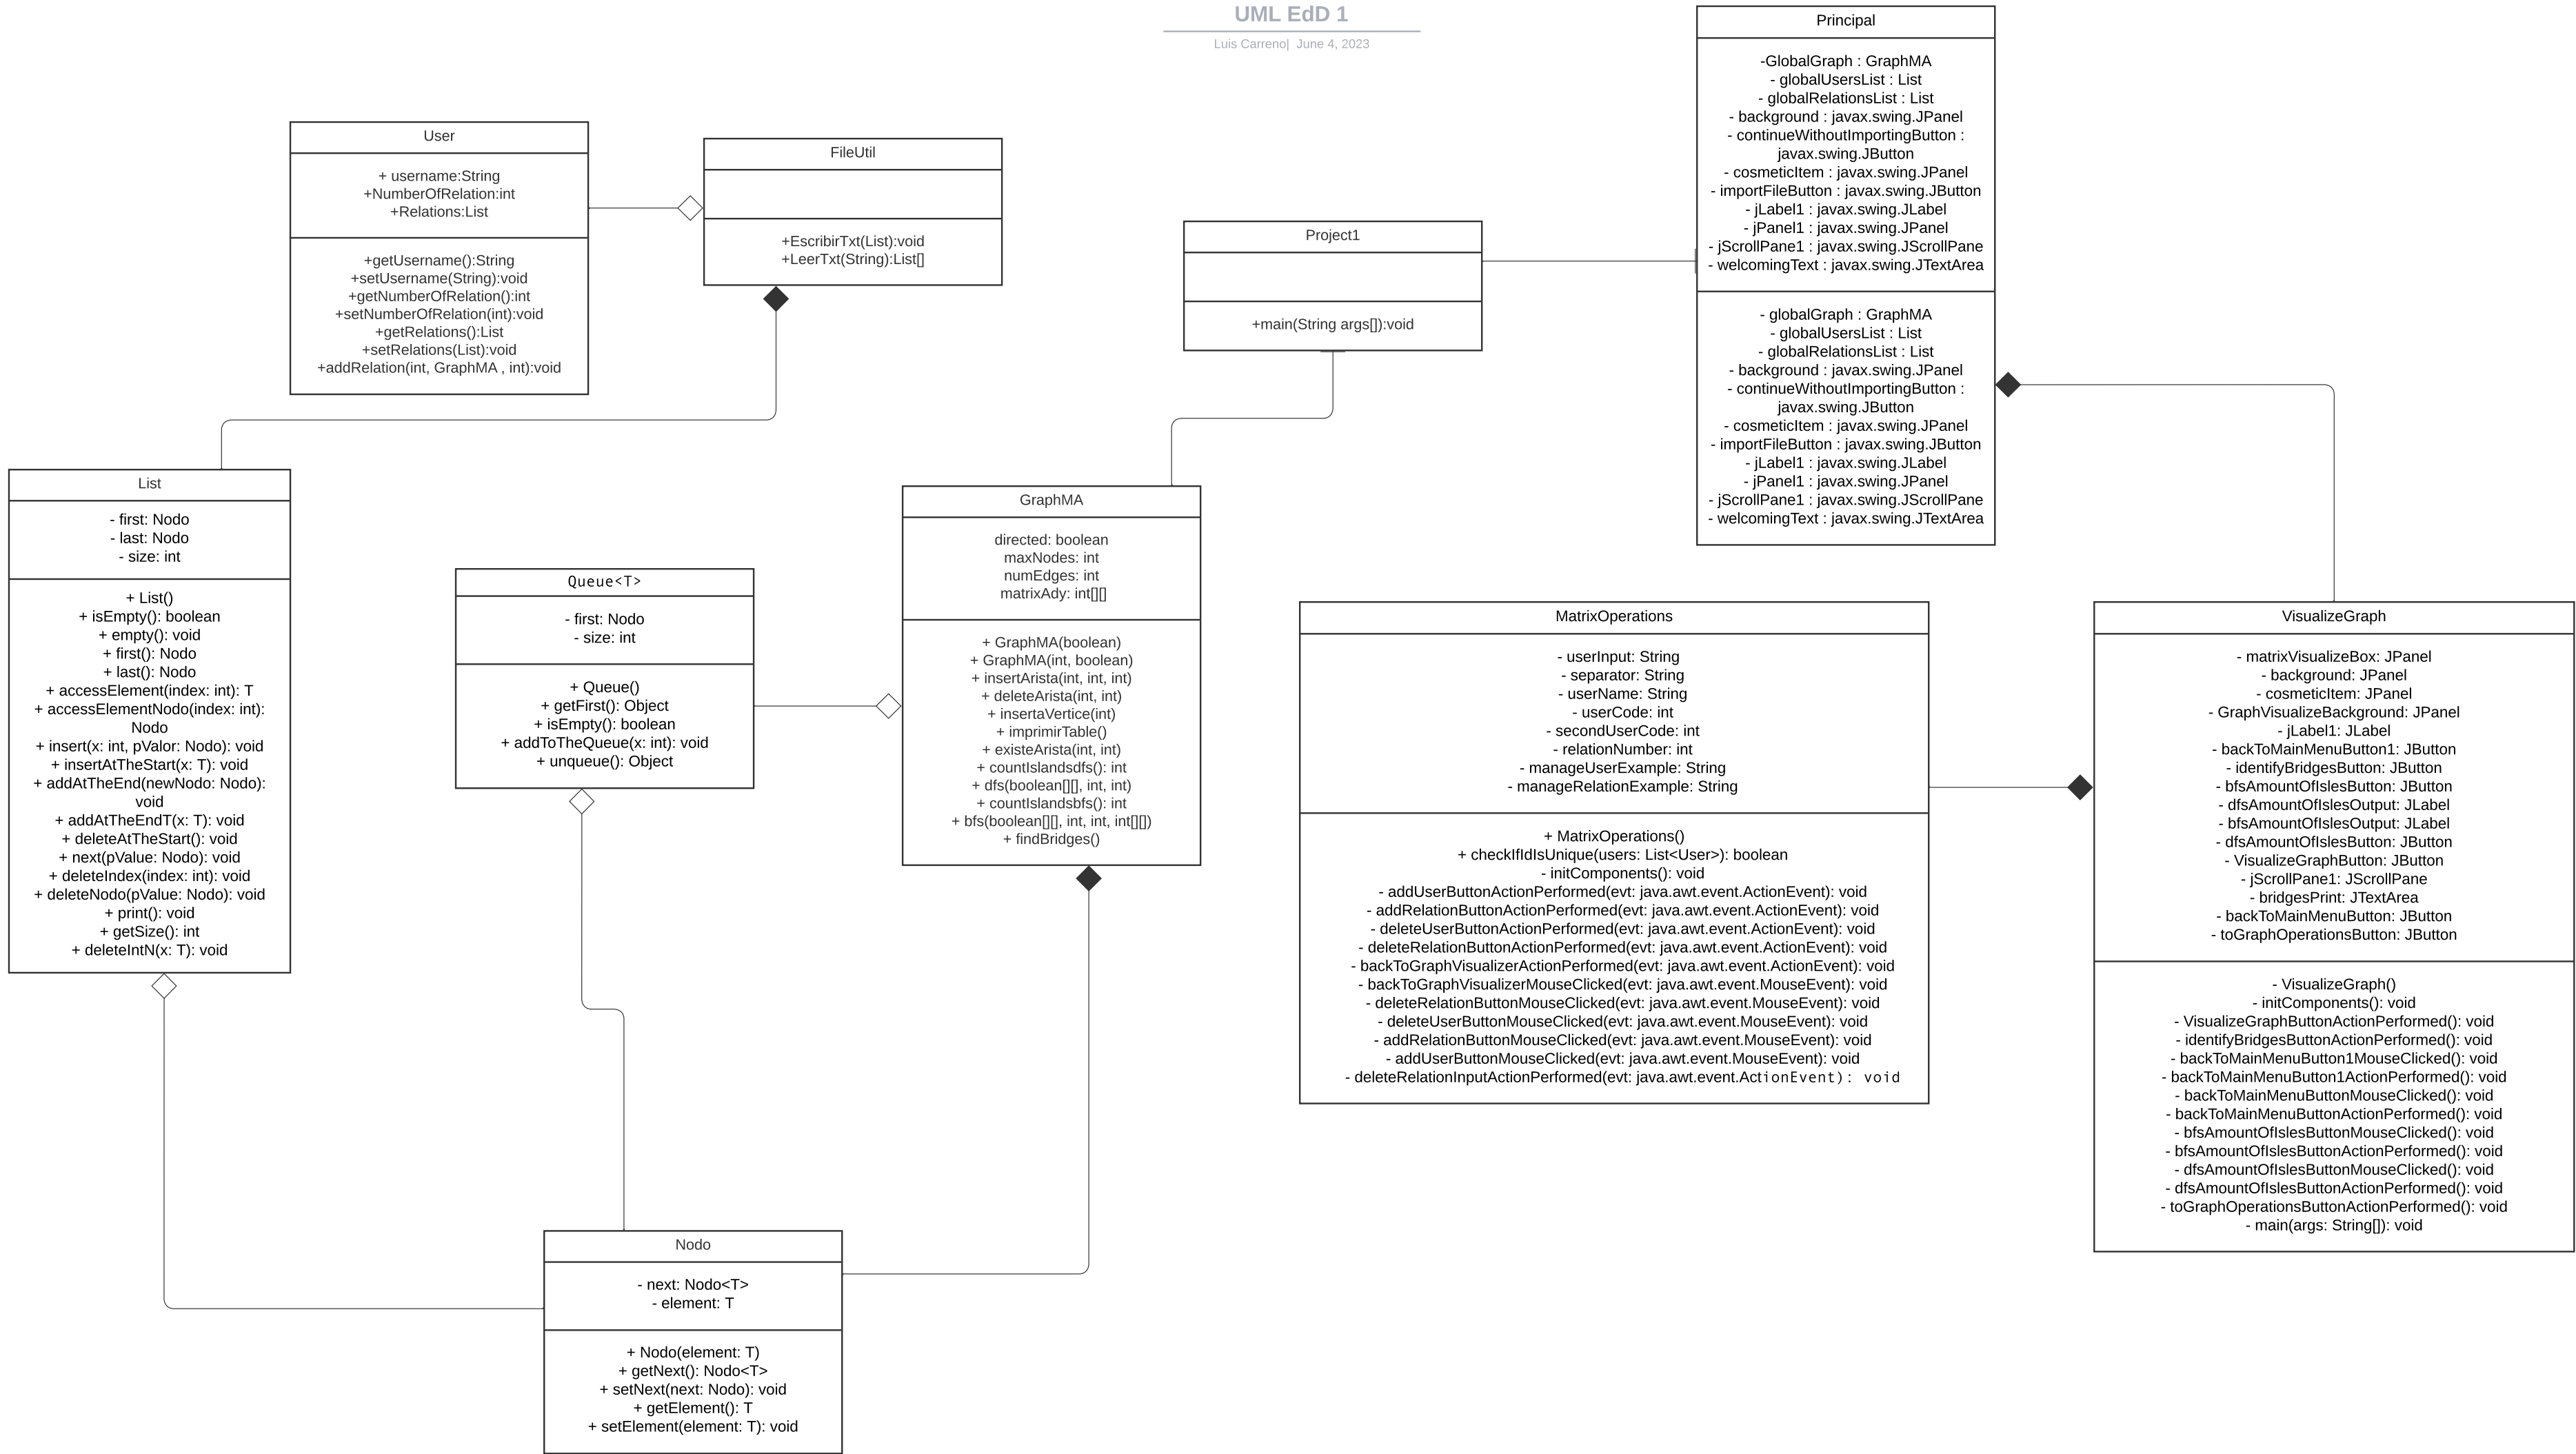 UML EdD 1
Luis Carreno| June 4, 2023
User
+ username:String
+NumberOfRelation:int
+Relations:List
+getUsername():String
+setUsername(String):void
+getNumberOfRelation():int
+setNumberOfRelation(int):void
+getRelations():List
+setRelations(List):void
+addRelation(int, GraphMA , int):void
FileUtil
+EscribirTxt(List):void
+LeerTxt(String):List[]
Project1
+main(String args[]):void
Principal
-GlobalGraph : GraphMA
- globalUsersList : List
- globalRelationsList : List
- background : javax.swing.JPanel
- continueWithoutImportingButton :
javax.swing.JButton
- cosmeticItem : javax.swing.JPanel
- importFileButton : javax.swing.JButton
- jLabel1 : javax.swing.JLabel
- jPanel1 : javax.swing.JPanel
- jScrollPane1 : javax.swing.JScrollPane
- welcomingText : javax.swing.JTextArea
- globalGraph : GraphMA
- globalUsersList : List
- globalRelationsList : List
- background : javax.swing.JPanel
- continueWithoutImportingButton :
javax.swing.JButton
- cosmeticItem : javax.swing.JPanel
- importFileButton : javax.swing.JButton
- jLabel1 : javax.swing.JLabel
- jPanel1 : javax.swing.JPanel
- jScrollPane1 : javax.swing.JScrollPane
- welcomingText : javax.swing.JTextArea
List
- first: Nodo
- last: Nodo
- size: int
+ List()
+ isEmpty(): boolean
+ empty(): void
+ first(): Nodo
+ last(): Nodo
+ accessElement(index: int): T
+ accessElementNodo(index: int):
Nodo
+ insert(x: int, pValor: Nodo): void
+ insertAtTheStart(x: T): void
+ addAtTheEnd(newNodo: Nodo):
void
+ addAtTheEndT(x: T): void
+ deleteAtTheStart(): void
+ next(pValue: Nodo): void
+ deleteIndex(index: int): void
+ deleteNodo(pValue: Nodo): void
+ print(): void
+ getSize(): int
+ deleteIntN(x: T): void
Queue<T>
- first: Nodo
- size: int
+ Queue()
+ getFirst(): Object
+ isEmpty(): boolean
+ addToTheQueue(x: int): void
+ unqueue(): Object
GraphMA
directed: boolean
maxNodes: int
numEdges: int
matrixAdy: int[][]
+ GraphMA(boolean)
+ GraphMA(int, boolean)
+ insertArista(int, int, int)
+ deleteArista(int, int)
+ insertaVertice(int)
+ imprimirTable()
+ existeArista(int, int)
+ countIslandsdfs(): int
+ dfs(boolean[][], int, int)
+ countIslandsbfs(): int
+ bfs(boolean[][], int, int, int[][])
+ findBridges()
MatrixOperations
- userInput: String
- separator: String
- userName: String
- userCode: int
- secondUserCode: int
- relationNumber: int
- manageUserExample: String
- manageRelationExample: String
+ MatrixOperations()
+ checkIfIdIsUnique(users: List<User>): boolean
- initComponents(): void
- addUserButtonActionPerformed(evt: java.awt.event.ActionEvent): void
- addRelationButtonActionPerformed(evt: java.awt.event.ActionEvent): void
- deleteUserButtonActionPerformed(evt: java.awt.event.ActionEvent): void
- deleteRelationButtonActionPerformed(evt: java.awt.event.ActionEvent): void
- backToGraphVisualizerActionPerformed(evt: java.awt.event.ActionEvent): void
- backToGraphVisualizerMouseClicked(evt: java.awt.event.MouseEvent): void
- deleteRelationButtonMouseClicked(evt: java.awt.event.MouseEvent): void
- deleteUserButtonMouseClicked(evt: java.awt.event.MouseEvent): void
- addRelationButtonMouseClicked(evt: java.awt.event.MouseEvent): void
- addUserButtonMouseClicked(evt: java.awt.event.MouseEvent): void
- deleteRelationInputActionPerformed(evt: java.awt.event.ActionEvent): void
VisualizeGraph
- matrixVisualizeBox: JPanel
- background: JPanel
- cosmeticItem: JPanel
- GraphVisualizeBackground: JPanel
- jLabel1: JLabel
- backToMainMenuButton1: JButton
- identifyBridgesButton: JButton
- bfsAmountOfIslesButton: JButton
- dfsAmountOfIslesOutput: JLabel
- bfsAmountOfIslesOutput: JLabel
- dfsAmountOfIslesButton: JButton
- VisualizeGraphButton: JButton
- jScrollPane1: JScrollPane
- bridgesPrint: JTextArea
- backToMainMenuButton: JButton
- toGraphOperationsButton: JButton
- VisualizeGraph()
- initComponents(): void
- VisualizeGraphButtonActionPerformed(): void
- identifyBridgesButtonActionPerformed(): void
- backToMainMenuButton1MouseClicked(): void
- backToMainMenuButton1ActionPerformed(): void
- backToMainMenuButtonMouseClicked(): void
- backToMainMenuButtonActionPerformed(): void
- bfsAmountOfIslesButtonMouseClicked(): void
- bfsAmountOfIslesButtonActionPerformed(): void
- dfsAmountOfIslesButtonMouseClicked(): void
- dfsAmountOfIslesButtonActionPerformed(): void
- toGraphOperationsButtonActionPerformed(): void
- main(args: String[]): void
Nodo
- next: Nodo<T>
- element: T
+ Nodo(element: T)
+ getNext(): Nodo<T>
+ setNext(next: Nodo): void
+ getElement(): T
+ setElement(element: T): void